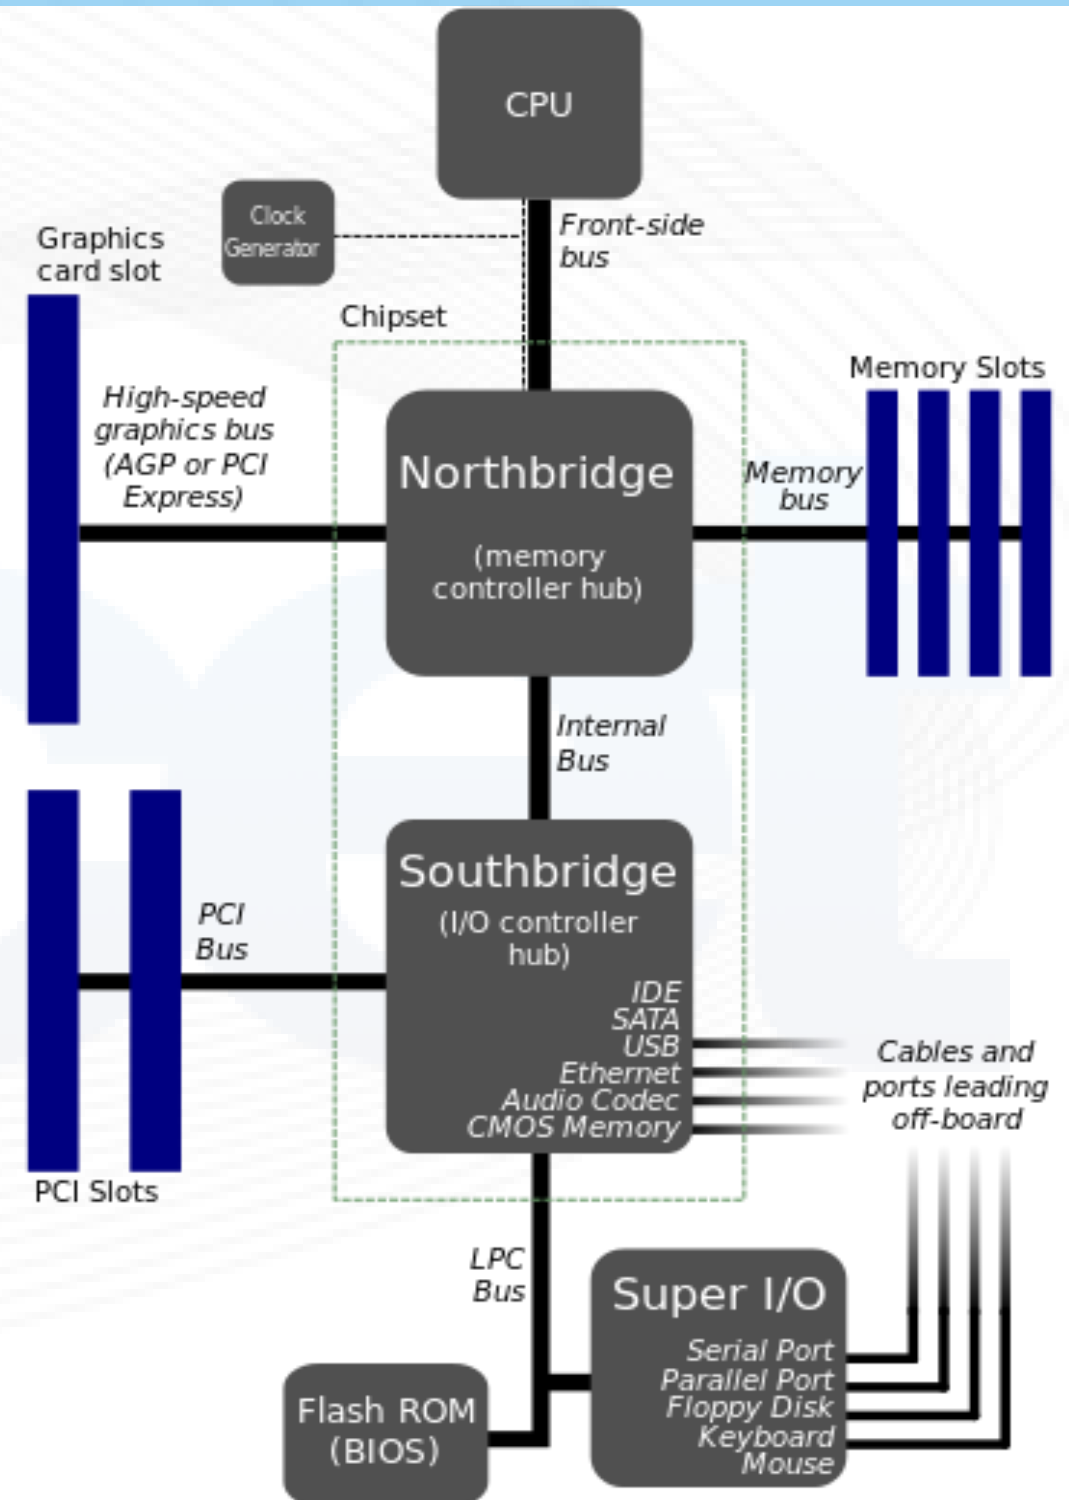 CPU
Clock
Generator
Front-side
bus
Graphics
card slot
Chipset
Memory Slots
High-speed
graphics bus
(AGP or PCI
Express)
Northbridge
(memory
controller hub)
Memory
bus
Internal
Bus
Southbridge
(I/O controller
hub)
IDE
SATA
USB
Ethernet
Audio Codec
CMOS Memory
PCI
Bus
Cables and
ports leading
off-board
PCI Slots
LPC
Bus
Super I/O
Serial Port
Parallel Port
Floppy Disk
Keyboard
Mouse
Flash ROM
(BIOS)